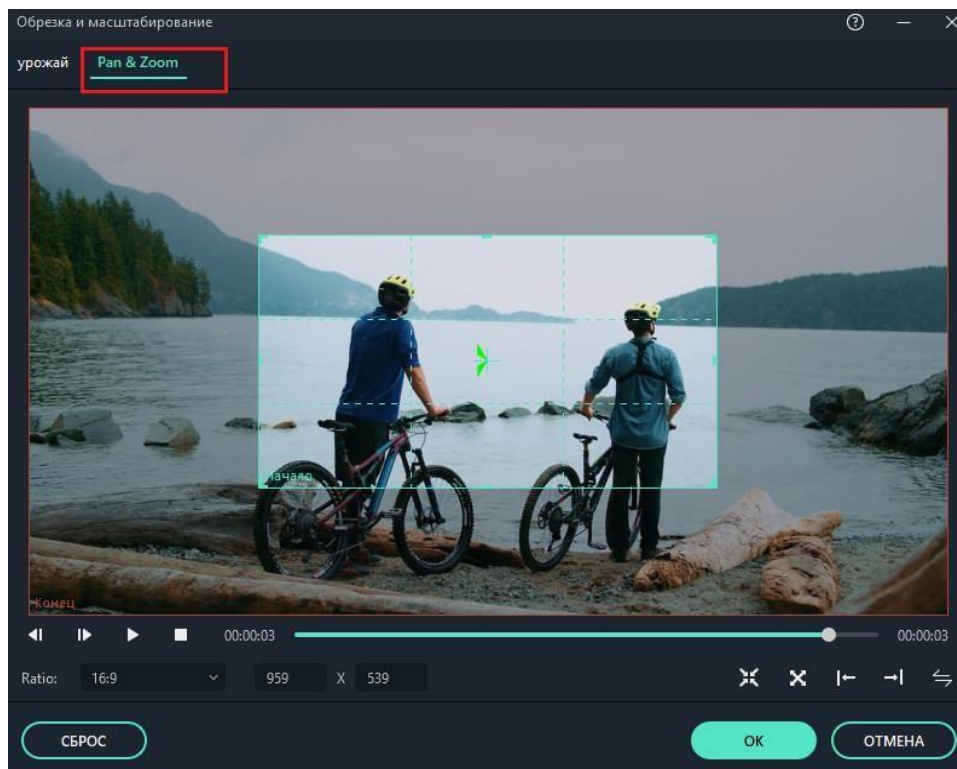 Обрезка и масштабирование
урожай Pan & Zoom
Начало
Конец
00:00:03 00:00:03
Ratio: 16:9 959 X 539
СБРОС ОК ОТМЕНА